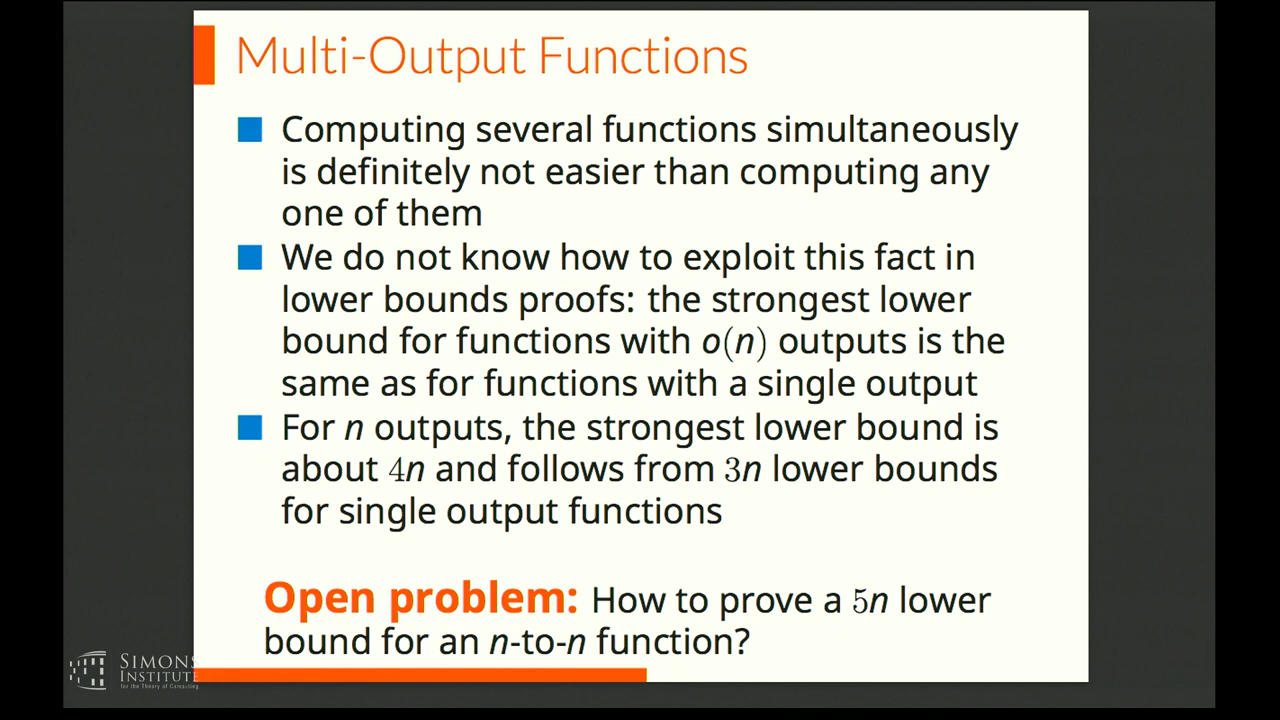 Multi-Output Functions
Computing several functions simultaneously
is definitely not easier than computing any
one of them
We do not know how to exploit this fact in
lower bounds proofs: the strongest lower
bound for functions with o(n) outputs is the
same as for functions with a single output
For n outputs, the strongest lower bound is
about 4n and follows from 3n lower bounds
for single output functions
Open problem: How to prove a 5n lower
bound for an n-to-n function?
SIMONS
INSTITUTE
for the Theory of Computing